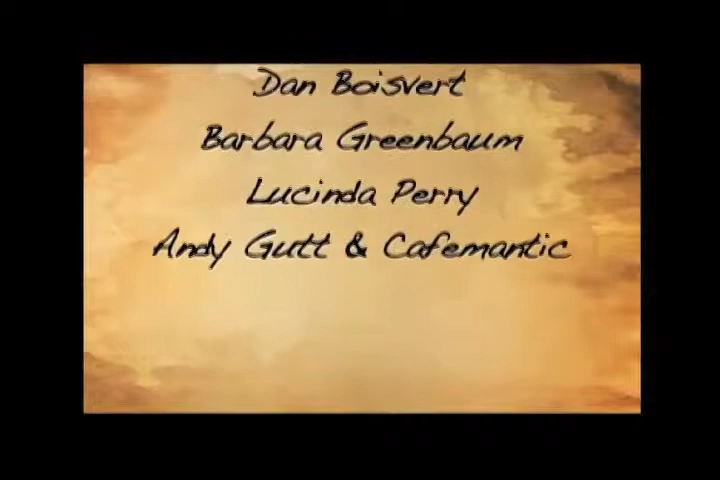 Dan Boisvert
Barbara Greenbaum
Lucinda Perry
Andy Gutt & Cafemantic